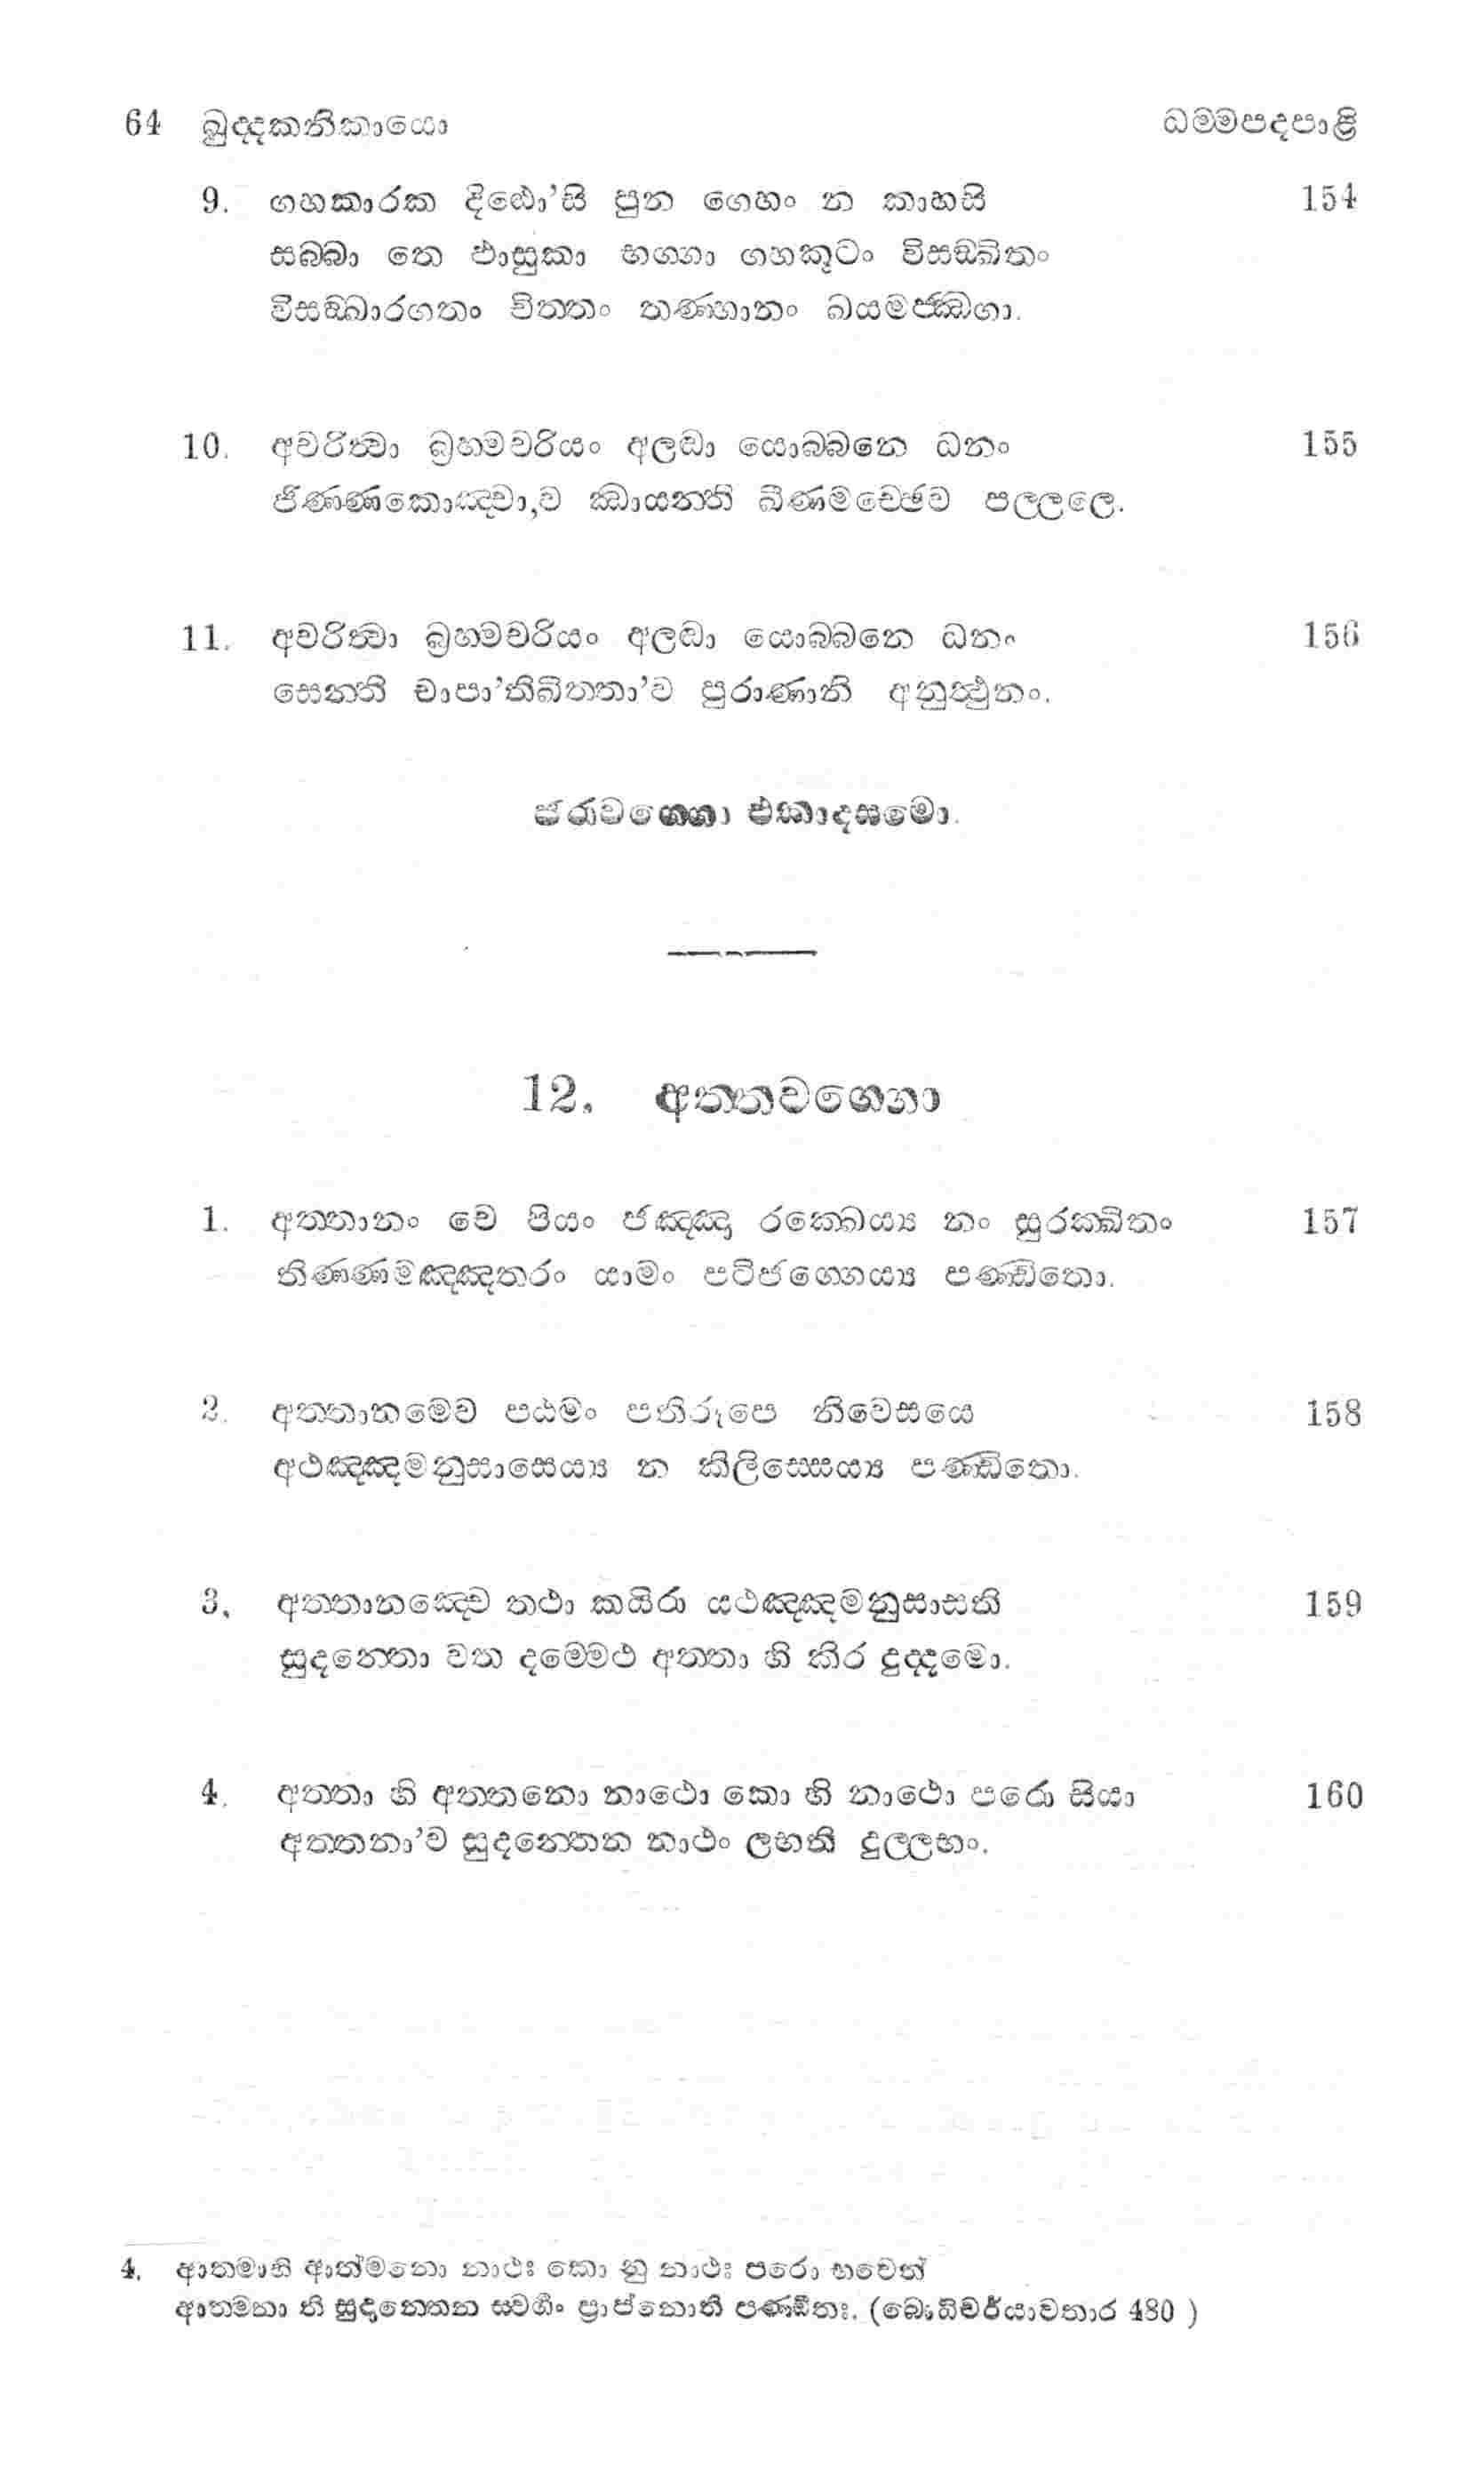 64 ඛුද්දකනිකායො ධම්මපදපාළි
9. ගහකාරක දිට්ඨො’සි පුන ගෙහං න කාහසි 154
සබ්බා තෙ ඵාසුකා භග්ගා ගහකූටං විසඞ්ඛිතං
විසඞ්ඛාරගතං චිත්තං තණ්හානං ඛයමජ්ඣගා.
10. අචරිත්වා බ්‍රහ්මචරියං අලද්ධා යොබ්බනෙ ධනං 155
ජිණ්ණකොඤ්චා,ව ඣායන්ති ඛීණමච්ඡෙව පල්ලලෙ.
11. අචරිත්වා බ්‍රහ්මචරියං අලද්ධා යොබ්බනෙ ධනං 156
සෙන්ති චාපා’තිඛිත්තා’ව පුරාණානි අනුත්ථුනං.
ජරාවග්ගො එකාදසමො.
12. අත්තවග්ගො
1. අත්තානං චෙ පියං ජඤ්ඤා රක්ඛෙය්‍ය නං සුරක්ඛිතං 157
තිණ්ණමඤ්ඤතරං යාමං පටිජග්ගෙය්‍ය පණ්ඩිතො.
2. අත්තානමෙව පඨමං පතිරූපෙ නිවෙසයෙ 158
අථඤ්ඤමනුසාසෙය්‍ය න කිලිස්සෙය්‍ය පණ්ඩිතො.
3. අත්තානඤ්චෙ තථා කයිරා යථඤ්ඤමනුසාසති 159
සුදන්තො වත දම්මෙථ අත්තා හි කිර දුද්දමො.
4. අත්තා හි අත්තනො නාථො කො හි නාථො පරො සියා 160
අත්තනා’ව සුදන්තෙන නාථං ලභති දුල්ලභං.
4. ආත්මාහි ආත්මනො නාථඃ කො නු නාථඃ පරො භවෙත්
ආත්මනා හි සුදාන්තෙන ස්වර්ගං ප්‍රාප්නොති පණ්ඩිතඃ. (බොධිචර්යාවතාර 480 )